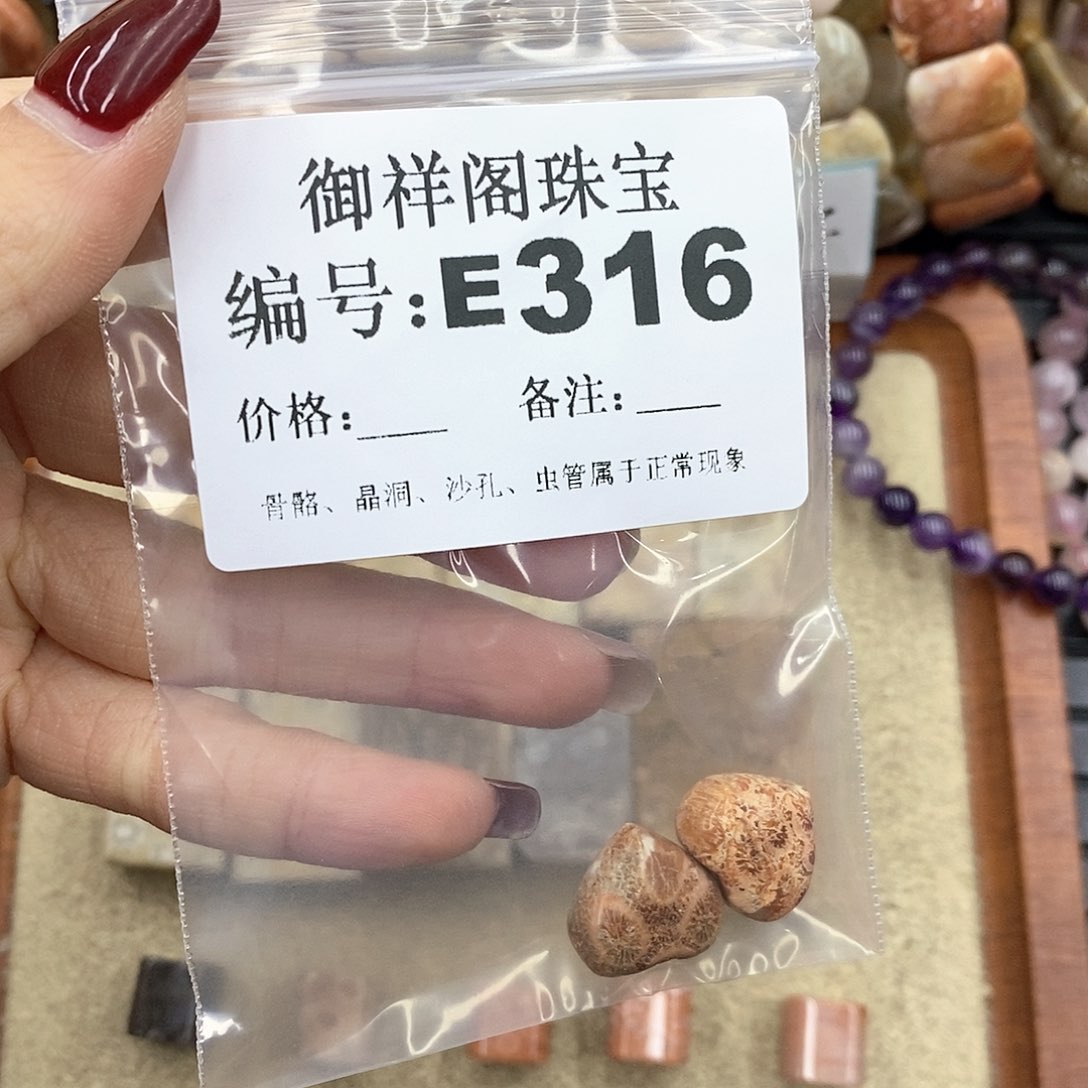 御祥阁珠宝
编号:E316
价格:____ 备注:____
骨骼、晶洞、沙孔、虫管属于正常现象